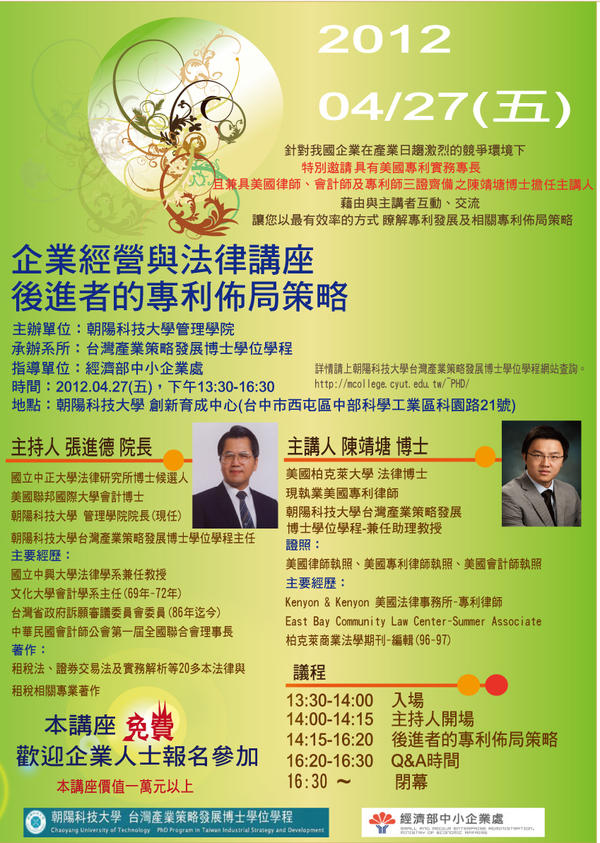 2012
04/27(五)
針對我國企業在產業日趨激烈的競爭環境下
特別邀請具有美國專利實務專長
且兼具美國律師、會計師及專利師三證齊備之陳靖塘博士擔任主講人
藉由與主講者互動、交流
讓您以最有效率的方式 瞭解專利發展及相關專利佈局策略
企業經營與法律講座
後進者的專利佈局策略
主辦單位：朝陽科技大學管理學院
承辦系所：台灣產業策略發展博士學位學程
指導單位：經濟部中小企業處
時間：2012.04.27(五)，下午13:30-16:30
地點：朝陽科技大學 創新育成中心(台中市西屯區中部科學工業區科園路21號)
詳情請上朝陽科技大學台灣產業策略發展博士學位學程網站查詢。
http://mcollege.cyut.edu.tw/~PHD/
主持人 張進德 院長
國立中正大學法律研究所博士候選人
美國聯邦國際大學會計博士
朝陽科技大學 管理學院院長(現任)
朝陽科技大學台灣產業策略發展博士學位學程主任
主要經歷：
國立中興大學法律學系兼任教授
文化大學會計學系主任(69年-72年)
台灣省政府訴願審議委員會委員(86年迄今)
中華民國會計師公會第一屆全國聯合會理事長
著作：
租稅法、證券交易法及實務解析等20多本法律與
租稅相關專業著作
主講人 陳靖塘 博士
美國柏克萊大學 法律博士
現執業美國專利律師
朝陽科技大學台灣產業策略發展
博士學位學程-兼任助理教授
證照：
美國律師執照、美國專利律師執照、美國會計師執照
主要經歷：
Kenyon & Kenyon 美國法律事務所-專利律師
East Bay Community Law Center-Summer Associate
柏克萊商業法學期刊-編輯(96-97)
議程
13:30-14:00 入場
14:00-14:15 主持人開場
14:15-16:20 後進者的專利佈局策略
16:20-16:30 Q&A時間
16:30 ～ 閉幕
本講座 免費
歡迎企業人士報名參加
本講座價值一萬元以上
朝陽科技大學 台灣產業策略發展博士學位學程
Chaoyang University of Technology PhD Program in Taiwan Industrial Strategy and Development
經濟部中小企業處
SMALL AND MEDIUM ENTERPRISE ADMINISTRATION,
MINISTRY OF ECONOMIC AFFAIRS